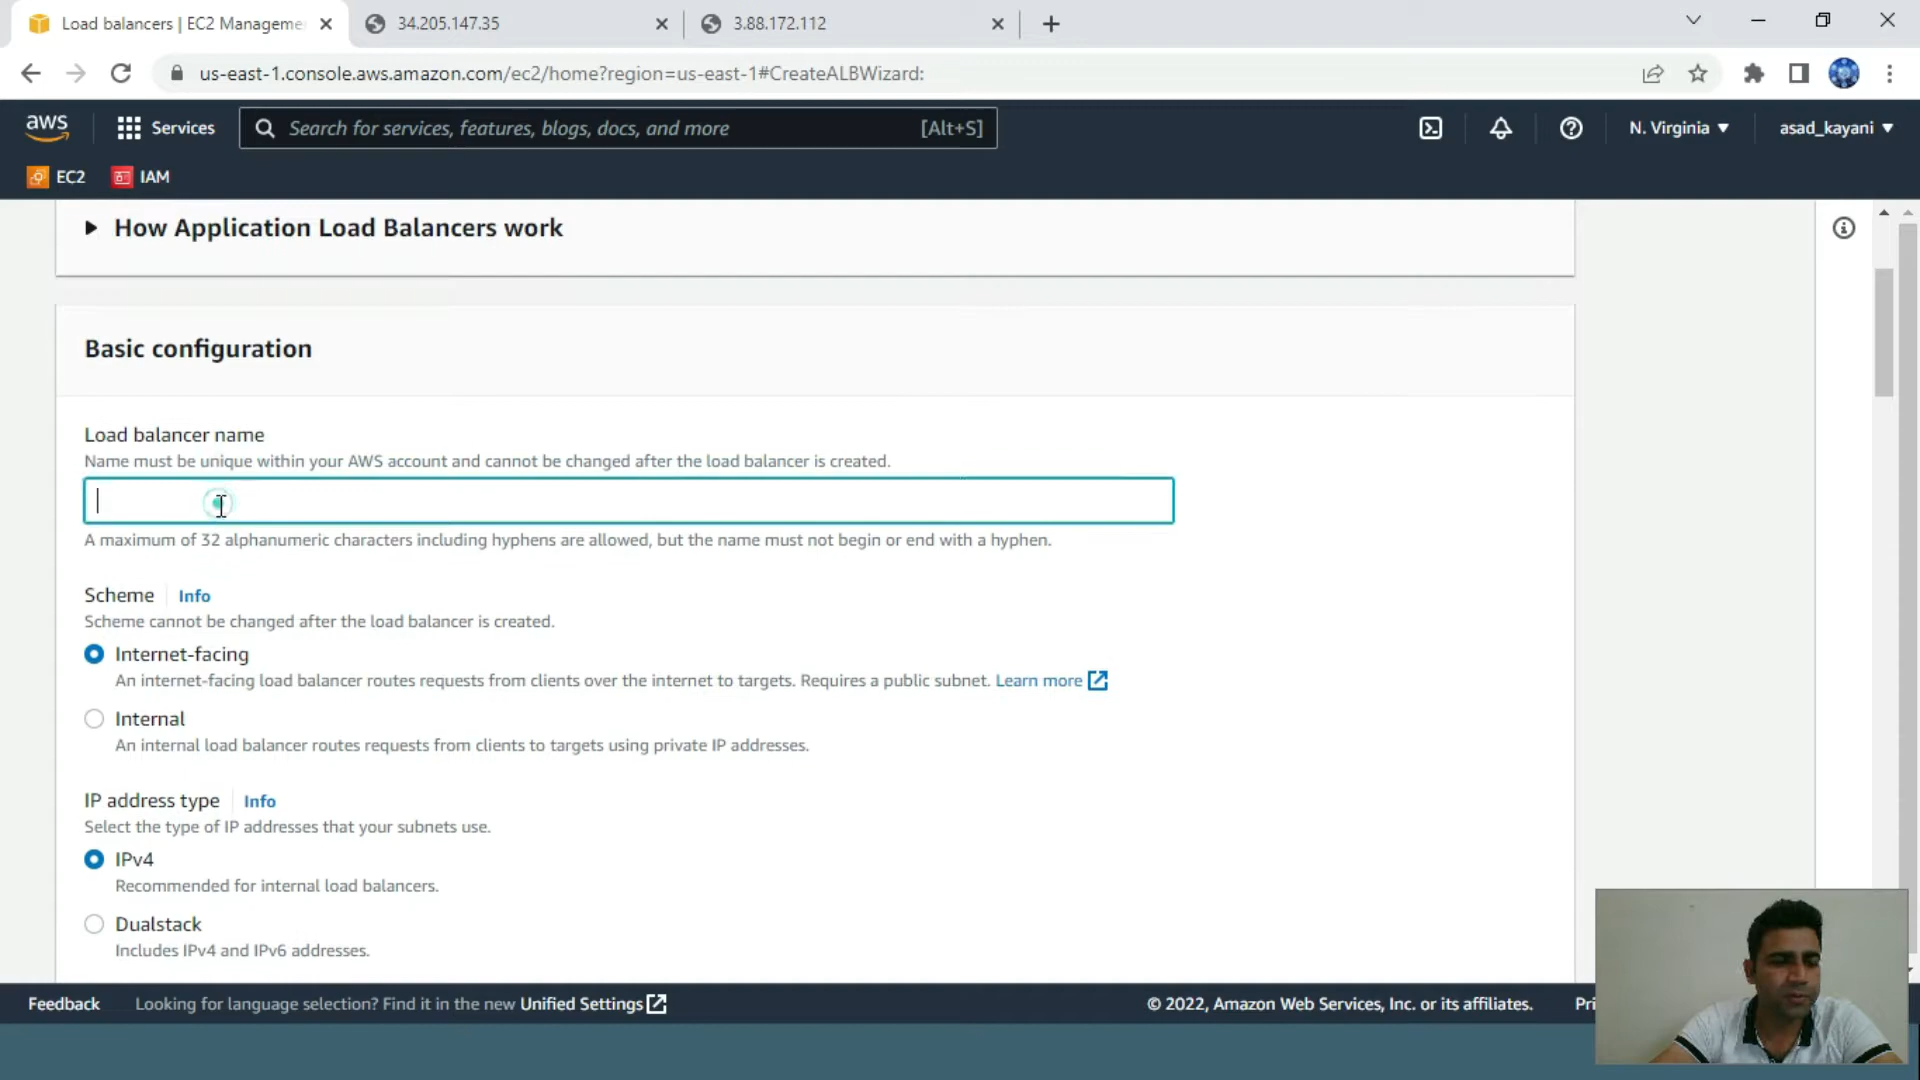 Load balancers | EC2 Manageme
34.205.147.35
3.88.172.112
us-east-1.console.aws.amazon.com/ec2/home?region=us-east-1#CreateALBWizard:
aws
Services
Search for services, features, blogs, docs, and more
[Alt+S]
N. Virginia
asad_kayani
EC2
IAM
How Application Load Balancers work
Basic configuration
Load balancer name
Name must be unique within your AWS account and cannot be changed after the load balancer is created.
A maximum of 32 alphanumeric characters including hyphens are allowed, but the name must not begin or end with a hyphen.
Scheme Info
Scheme cannot be changed after the load balancer is created.
Internet-facing
An internet-facing load balancer routes requests from clients over the internet to targets. Requires a public subnet. Learn more
Internal
An internal load balancer routes requests from clients to targets using private IP addresses.
IP address type Info
Select the type of IP addresses that your subnets use.
IPv4
Recommended for internal load balancers.
Dualstack
Includes IPv4 and IPv6 addresses.
Feedback Looking for language selection? Find it in the new Unified Settings © 2022, Amazon Web Services, Inc. or its affiliates. Pri